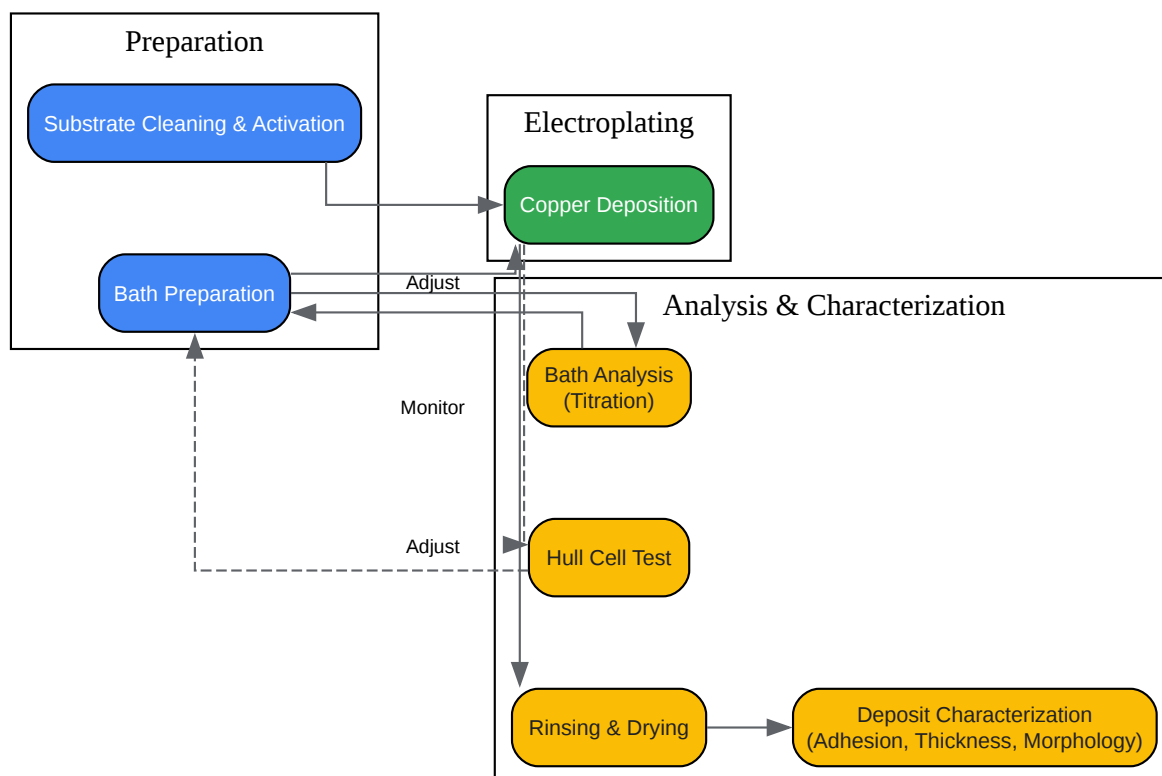 Preparation
Substrate Cleaning & Activation
Electroplating
Copper Deposition
Bath Preparation
Adjust
Analysis & Characterization
Bath Analysis
(Titration)
Monitor
Adjust
Hull Cell Test
Rinsing & Drying
Deposit Characterization
(Adhesion, Thickness, Morphology)